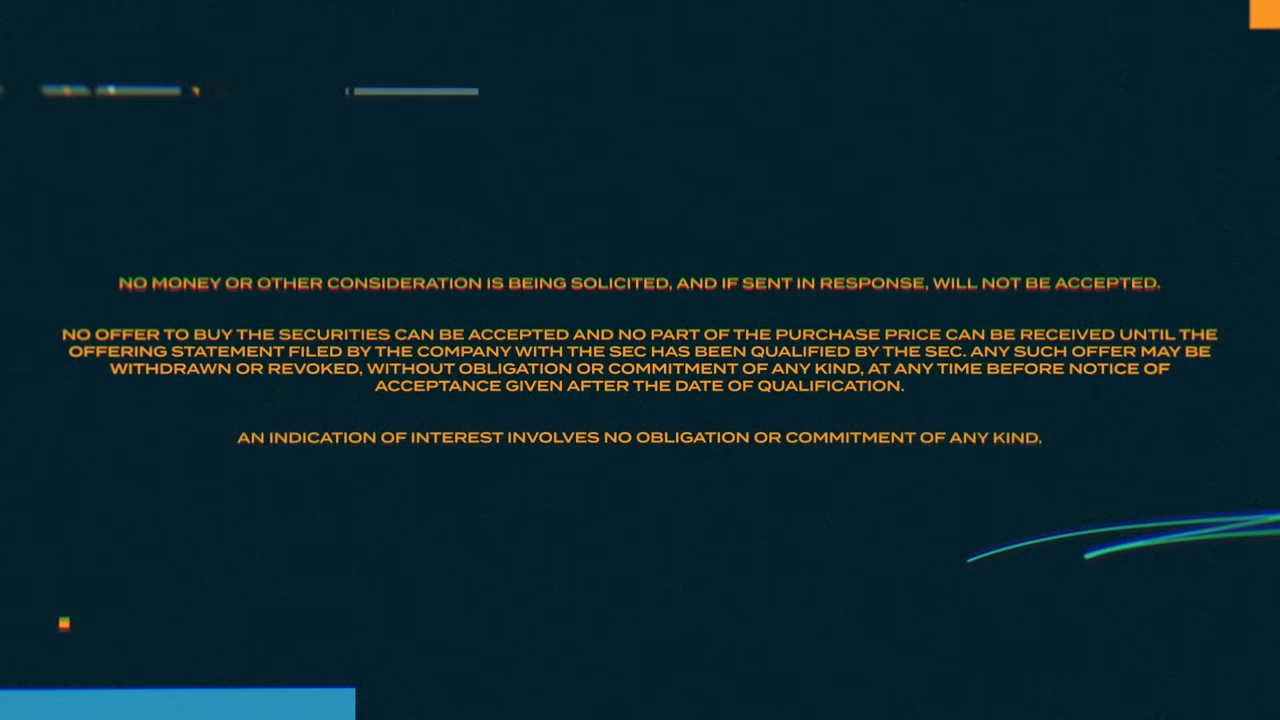 NO MONEY OR OTHER CONSIDERATION IS BEING SOLICITED, AND IF SENT IN RESPONSE, WILL NOT BE ACCEPTED.
NO OFFER TO BUY THE SECURITIES CAN BE ACCEPTED AND NO PART OF THE PURCHASE PRICE CAN BE RECEIVED UNTIL THE
OFFERING STATEMENT FILED BY THE COMPANY WITH THE SEC HAS BEEN QUALIFIED BY THE SEC. ANY SUCH OFFER MAY BE
WITHDRAWN OR REVOKED, WITHOUT OBLIGATION OR COMMITMENT OF ANY KIND, AT ANY TIME BEFORE NOTICE OF
ACCEPTANCE GIVEN AFTER THE DATE OF QUALIFICATION.
AN INDICATION OF INTEREST INVOLVES NO OBLIGATION OR COMMITMENT OF ANY KIND.